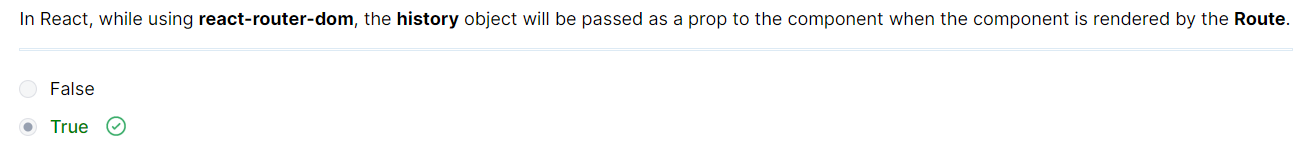 In React, while using react-router-dom, the history object will be passed as a prop to the component when the component is rendered by the Route.
False
True